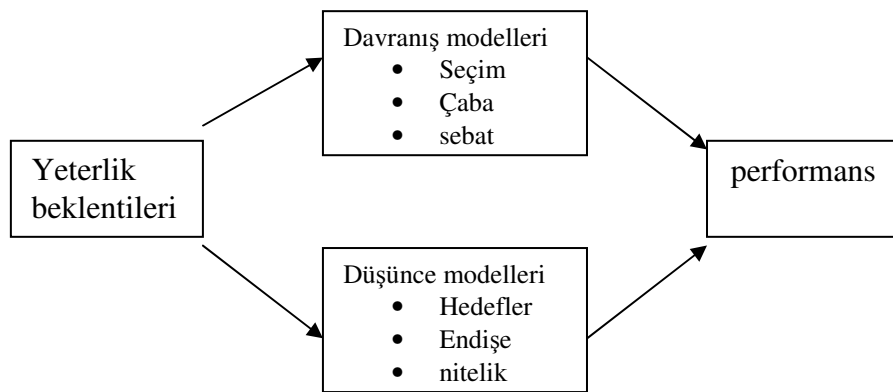 Davranış modelleri
• Seçim
• Çaba
• sebat
Yeterlik
beklentileri
performans
Düşünce modelleri
• Hedefler
• Endişe
• nitelik